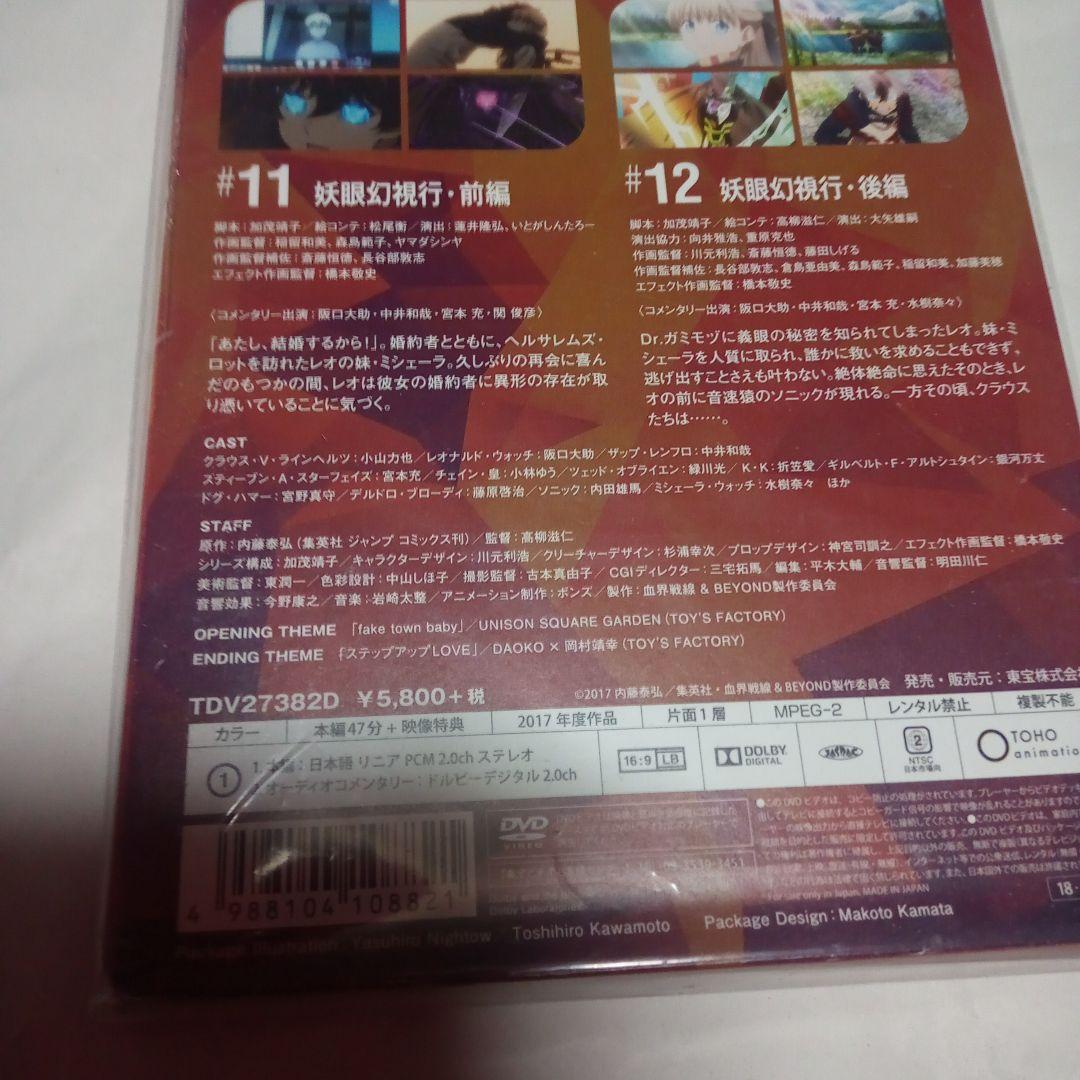 #11 妖眼幻視行・前編
脚本：加茂靖子／絵コンテ：松尾衡／演出：蓮井隆弘、いとがしんたろー
作画監督：稲留和美、森島範子、ヤマダシンヤ
作画監督補佐：斎藤恒徳、長谷部敦志
エフェクト作画監督：橋本敬史
〈コメンタリー出演：阪口大助・中井和哉・宮本 充・関 俊彦〉
「あたし、結婚するから！」。婚約者とともに、ヘルサレムズ・
ロットを訪れたレオの妹・ミシェーラ。久しぶりの再会に喜ん
だのもつかの間、レオは彼女の婚約者に異形の存在が取
り憑いていることに気づく。
#12 妖眼幻視行・後編
脚本：加茂靖子／絵コンテ：高柳滋仁／演出：大矢雄嗣
演出協力：向井雅浩、重原克也
作画監督：川元利浩、斎藤恒徳、藤田しげる
作画監督補佐：長谷部敦志、倉島亜由美、森島範子、稲留和美、加藤美穂
エフェクト作画監督：橋本敬史
〈コメンタリー出演：阪口大助・中井和哉・宮本 充・水樹奈々〉
Dr.ガミモヅに義眼の秘密を知られてしまったレオ。妹・ミ
シェーラを人質に取られ、誰かに救いを求めることもできず、
逃げ出すことさえも叶わない。絶体絶命に思えたそのとき、レ
オの前に音速猿のソニックが現れる。一方その頃、クラウス
たちは……。
CAST
クラウス・V・ラインヘルツ：小山力也／レオナルド・ウォッチ：阪口大助／ザップ・レンフロ：中井和哉
スティーブン・A・スターフェイズ：宮本充／チェイン・皇：小林ゆう／ツェッド・オブライエン：緑川光／K・K：折笠愛／ギルベルト・F・アルトシュタイン：銀河万丈
ドグ・ハマー：宮野真守／デルドロ・ブローディ：藤原啓治／ソニック：内田雄馬／ミシェーラ・ウォッチ：水樹奈々 ほか
STAFF
原作：内藤泰弘（集英社 ジャンプ コミックス刊）／監督：高柳滋仁
シリーズ構成：加茂靖子／キャラクターデザイン：川元利浩／クリーチャーデザイン：杉浦幸次／プロップデザイン：神宮司訓之／エフェクト作画監督：橋本敬史
美術監督：東潤一／色彩設計：中山しほ子／撮影監督：古本真由子／CGIディレクター：三宅拓馬／編集：平木大輔／音響監督：明田川仁
音響効果：今野康之／音楽：岩崎太整／アニメーション制作：ボンズ／製作：血界戦線 & BEYOND製作委員会
OPENING THEME 「fake town baby」／UNISON SQUARE GARDEN（TOY'S FACTORY）
ENDING THEME 「ステップアップLOVE」／DAOKO × 岡村靖幸（TOY'S FACTORY）
TDV27382D ￥5,800＋税
©2017 内藤泰弘／集英社・血界戦線 & BEYOND製作委員会 発売・販売元：東宝株式会
カラー 本編47分＋映像特典 2017年度作品 片面1層 MPEG-2 レンタル禁止 複製不能
1 1. 本編：日本語 リニア PCM 2.0ch ステレオ
2. オーディオコメンタリー：ドルビーデジタル 2.0ch
16:9 LB DOLBY DIGITAL JASRAC 2 NTSC 日本市場向 TOHO animatio
DVD VIDEO
4 988104 108821
03-3539-3451
For sale only in Japan. MADE IN JAPAN
18-
Package Illustration：Yasuhiro Nightow／Toshihiro Kawamoto Package Design：Makoto Kamata